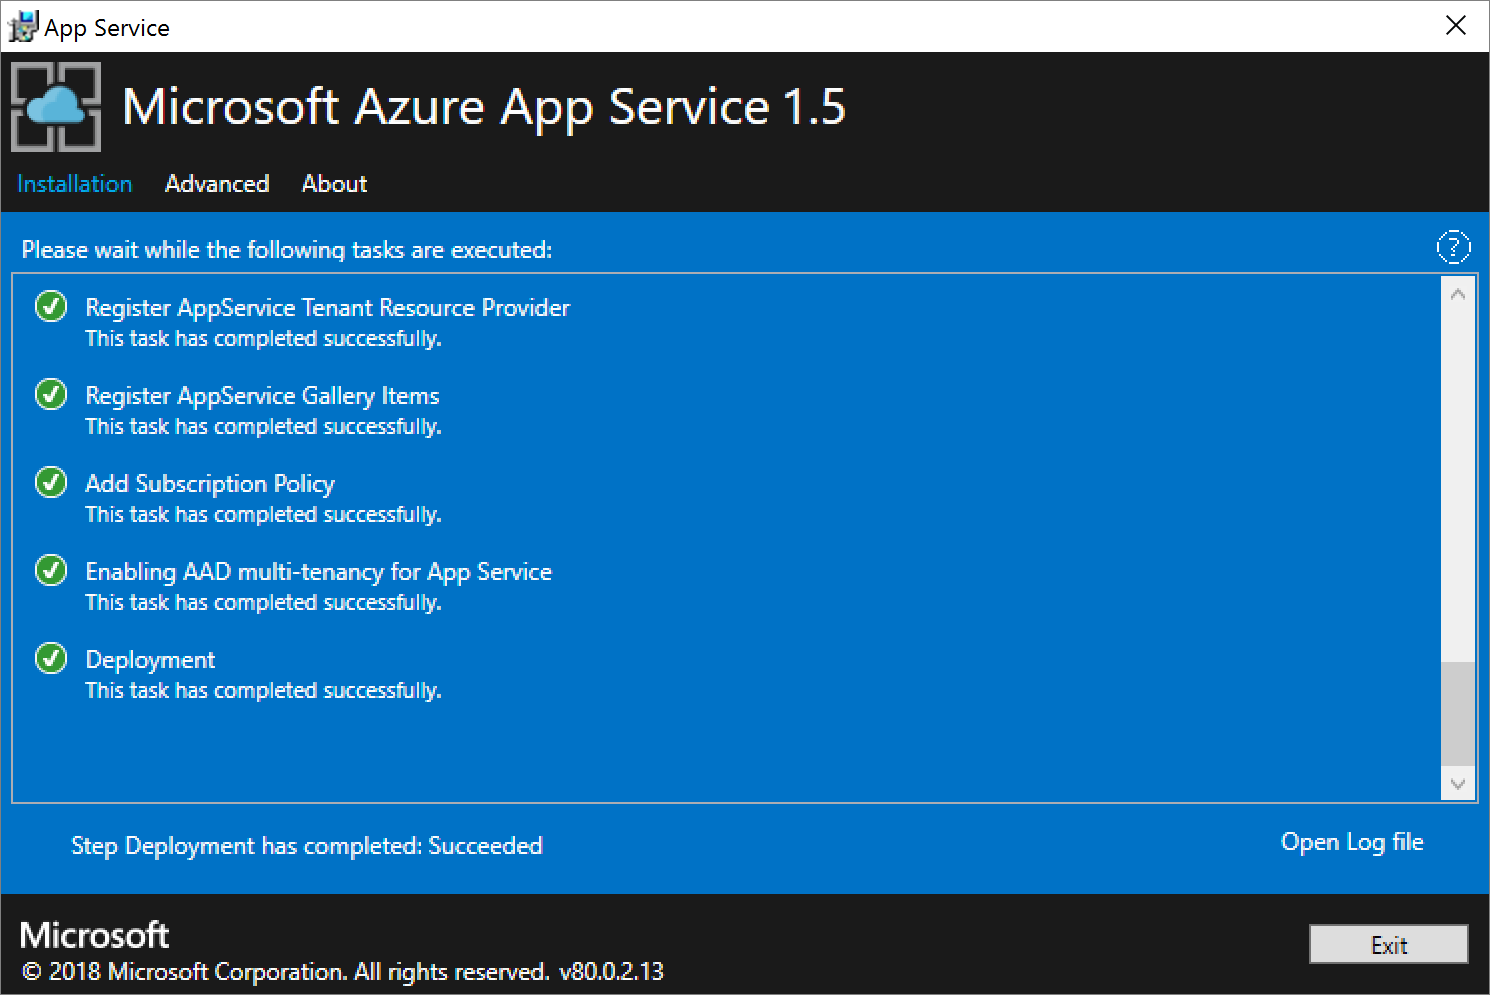 App Service
Microsoft Azure App Service 1.5
Installation Advanced About
Please wait while the following tasks are executed:
?
Register AppService Tenant Resource Provider
This task has completed successfully.
Register AppService Gallery Items
This task has completed successfully.
Add Subscription Policy
This task has completed successfully.
Enabling AAD multi-tenancy for App Service
This task has completed successfully.
Deployment
This task has completed successfully.
Step Deployment has completed: Succeeded
Open Log file
Microsoft
© 2018 Microsoft Corporation. All rights reserved. v80.0.2.13
Exit